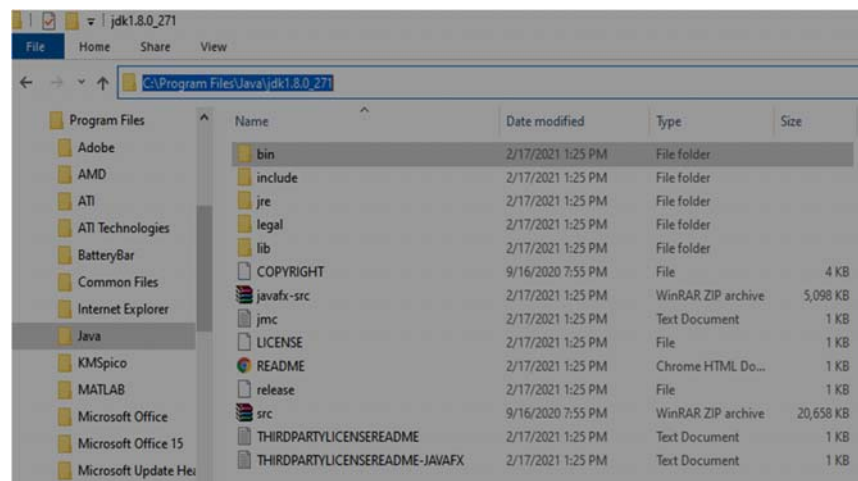 jdk1.8.0_271
File Home Share View
C:\Program Files\Java\jdk1.8.0_271
Program Files
Adobe
AMD
ATI
ATI Technologies
BatteryBar
Common Files
Internet Explorer
Java
KMSpico
MATLAB
Microsoft Office
Microsoft Office 15
Microsoft Update Hea
Name Date modified Type Size
bin 2/17/2021 1:25 PM File folder
include 2/17/2021 1:25 PM File folder
jre 2/17/2021 1:25 PM File folder
legal 2/17/2021 1:25 PM File folder
lib 2/17/2021 1:25 PM File folder
COPYRIGHT 9/16/2020 7:55 PM File 4 KB
javafx-src 2/17/2021 1:25 PM WinRAR ZIP archive 5,098 KB
jmc 2/17/2021 1:25 PM Text Document 1 KB
LICENSE 2/17/2021 1:25 PM File 1 KB
README 2/17/2021 1:25 PM Chrome HTML Do... 1 KB
release 2/17/2021 1:25 PM File 1 KB
src 9/16/2020 7:55 PM WinRAR ZIP archive 20,658 KB
THIRDPARTYLICENSEREADME 2/17/2021 1:25 PM Text Document 1 KB
THIRDPARTYLICENSEREADME-JAVAFX 2/17/2021 1:25 PM Text Document 1 KB